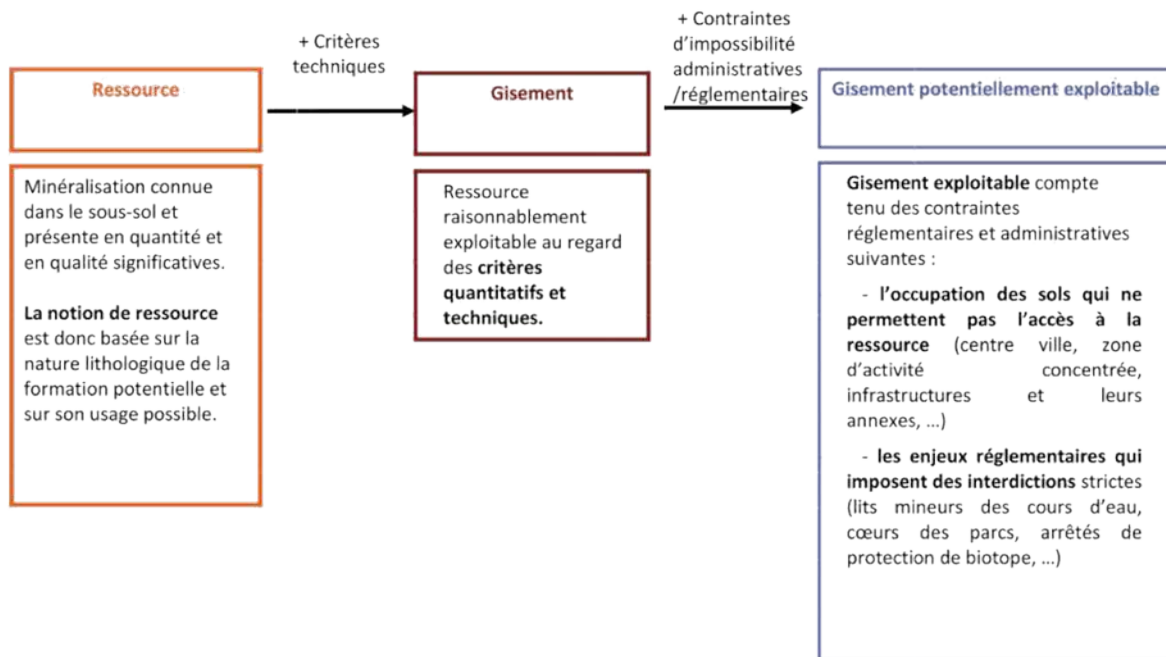 Ressource
+ Critères
techniques
Gisement
+ Contraintes
d’impossibilité
administratives
/réglementaires
Gisement potentiellement exploitable
Minéralisation connue
dans le sous-sol et
présente en quantité et
en qualité significatives.
La notion de ressource
est donc basée sur la
nature lithologique de la
formation potentielle et
sur son usage possible.
Ressource
raisonnablement
exploitable au regard
des critères
quantitatifs et
techniques.
Gisement exploitable compte
tenu des contraintes
réglementaires et administratives
suivantes :
- l’occupation des sols qui ne
permettent pas l’accès à la
ressource (centre ville, zone
d’activité concentrée,
infrastructures et leurs
annexes, …)
- les enjeux réglementaires qui
imposent des interdictions strictes
(lits mineurs des cours d’eau,
cœurs des parcs, arrêtés de
protection de biotope, …)